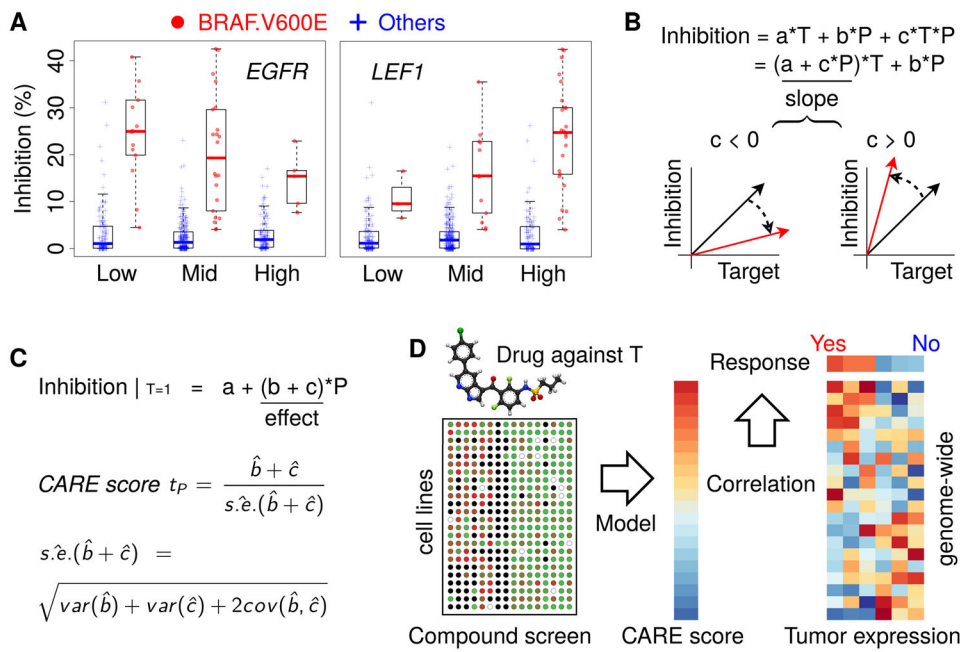 A
BRAF.V600E
Others
Inhibition (%)
0 10 20 30 40
EGFR
LEF1
Low Mid High
Low Mid High
B
Inhibition = a*T + b*P + c*T*P
= (a + c*P)*T + b*P
slope
c < 0
c > 0
Inhibition
Target
Inhibition
Target
C
Inhibition | T=1 = a + (b + c)*P
effect
CARE score t_P = (b̂ + ĉ) / ŝ.e.(b̂ + ĉ)
ŝ.e.(b̂ + ĉ) =
√(var(b̂) + var(ĉ) + 2cov(b̂, ĉ))
D
Drug against T
cell lines
Compound screen
Model
CARE score
Yes No
Response
Correlation
genome-wide
Tumor expression